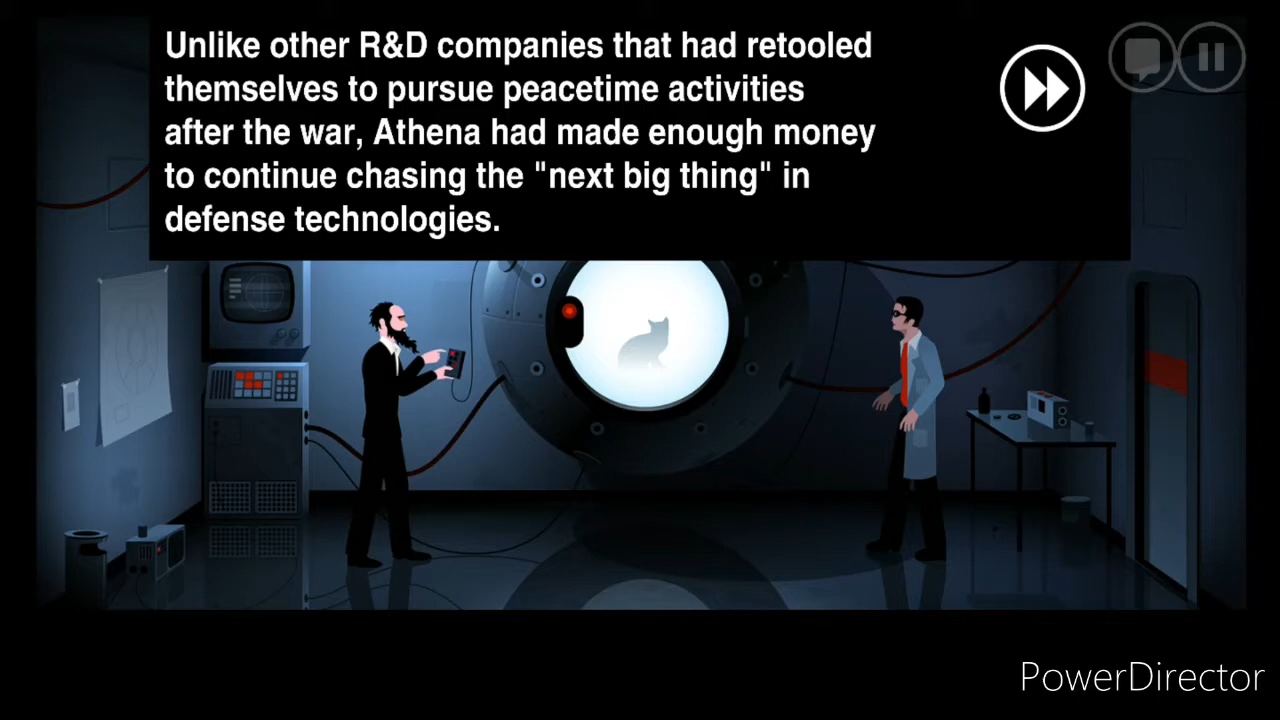 Unlike other R&D companies that had retooled
themselves to pursue peacetime activities
after the war, Athena had made enough money
to continue chasing the "next big thing" in
defense technologies.
PowerDirector